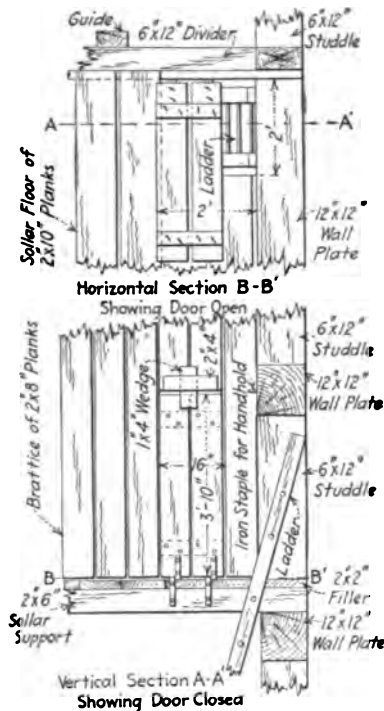 Guide
6"x12" Divider
6"x12"
Studdle
A
A'
Ladder
2'
2'
Sollar Floor of
2"x10" Planks
12"x12"
Wall
Plate
Horizontal Section B-B'
Showing Door Open
Brattice of 2"x8" Planks
1"x4" Wedge
2"x4"
16"
3'-10"
Iron Staple for Handhold
6"x12"
Studdle
12"x12"
Wall Plate
6"x12"
Studdle
Ladder
B
B'
2"x6"
Sollar
Support
2"x2"
Filler
12"x12"
Wall Plate
Vertical Section A-A'
Showing Door Closed